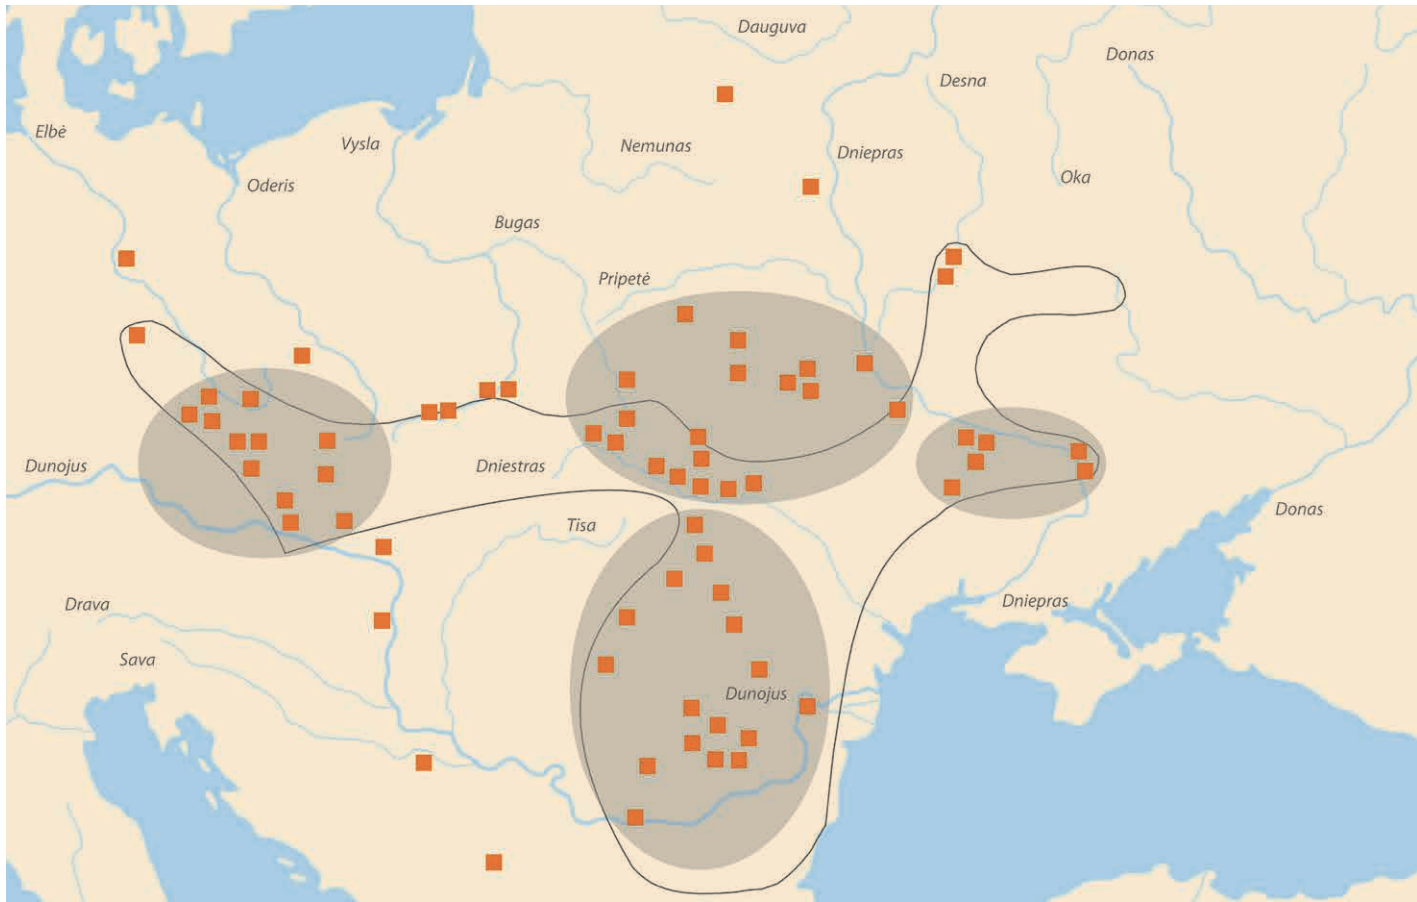 Dauguva
Donas
Desna
Elbė
Vysla
Nemunas
Dniepras
Oka
Oderis
Bugas
Pripetė
Dunojus
Dniestras
Donas
Tisa
Drava
Dniepras
Sava
Dunojus